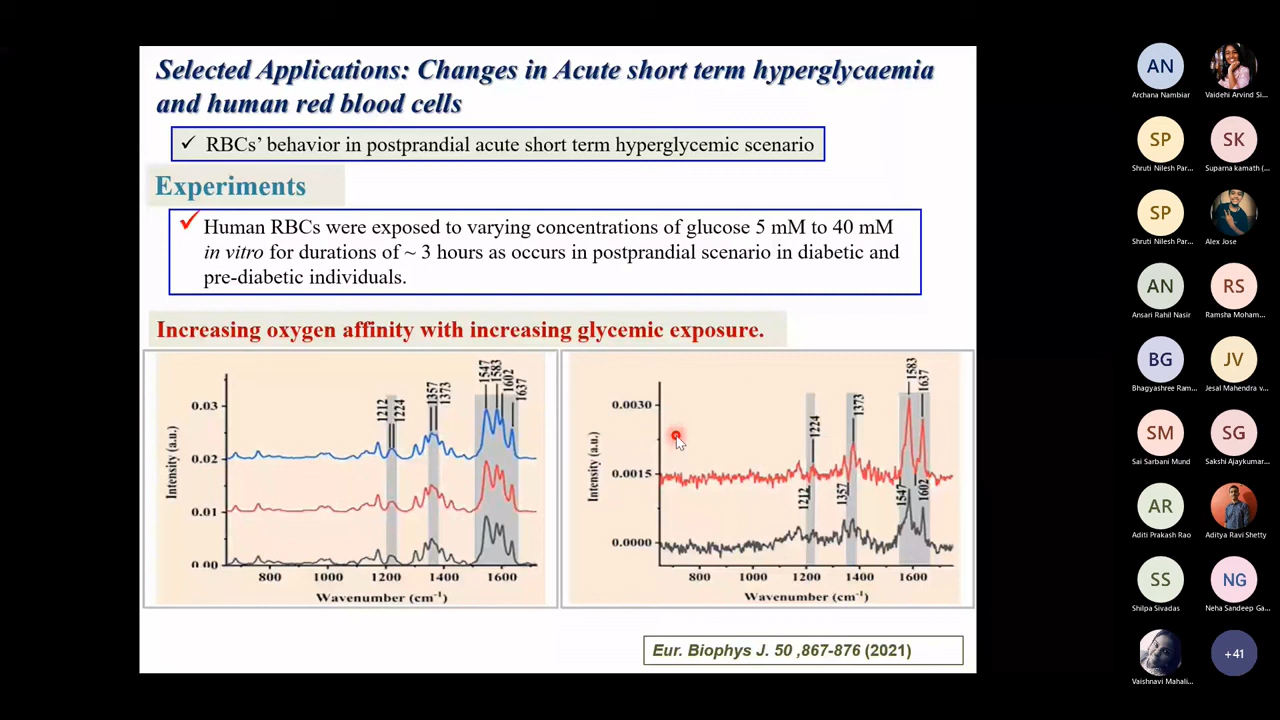 Selected Applications: Changes in Acute short term hyperglycaemia
and human red blood cells
✓ RBCs' behavior in postprandial acute short term hyperglycemic scenario
Experiments
✓ Human RBCs were exposed to varying concentrations of glucose 5 mM to 40 mM
in vitro for durations of ~ 3 hours as occurs in postprandial scenario in diabetic and
pre-diabetic individuals.
Increasing oxygen affinity with increasing glycemic exposure.
0.03
0.02
0.01
0.00
Intensity (a.u.)
1212
1224
1357
1373
1547
1583
1602
1637
800 1000 1200 1400 1600
Wavenumber (cm-1)
0.0030
0.0015
0.0000
Intensity (a.u.)
1224
1373
1583
1637
1212
1357
1547
1602
800 1000 1200 1400 1600
Wavenumber (cm-1)
Eur. Biophys J. 50 ,867-876 (2021)
AN
Archana Nambiar
Vaidehi Arvind Si...
SP
Shruti Nilesh Par...
SK
Suparna kamath (...
SP
Shruti Nilesh Par...
Alex Jose
AN
Ansari Rahil Nasir
RS
Ramsha Moham...
BG
Bhagyashree Ram...
JV
Jesal Mahendra v...
SM
Sai Sarbani Mund
SG
Sakshi Ajaykumar...
AR
Aditi Prakash Rao
Aditya Ravi Shetty
SS
Shilpa Sivadas
NG
Neha Sandeep Ga...
Vaishnavi Mahali...
+41